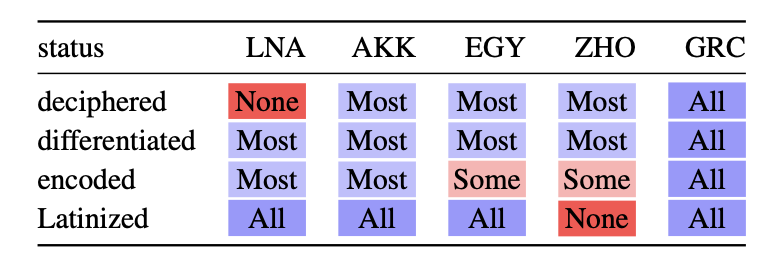 status LNA AKK EGY ZHO GRC
deciphered None Most Most Most All
differentiated Most Most Most Most All
encoded Most Most Some Some All
Latinized All All All None All